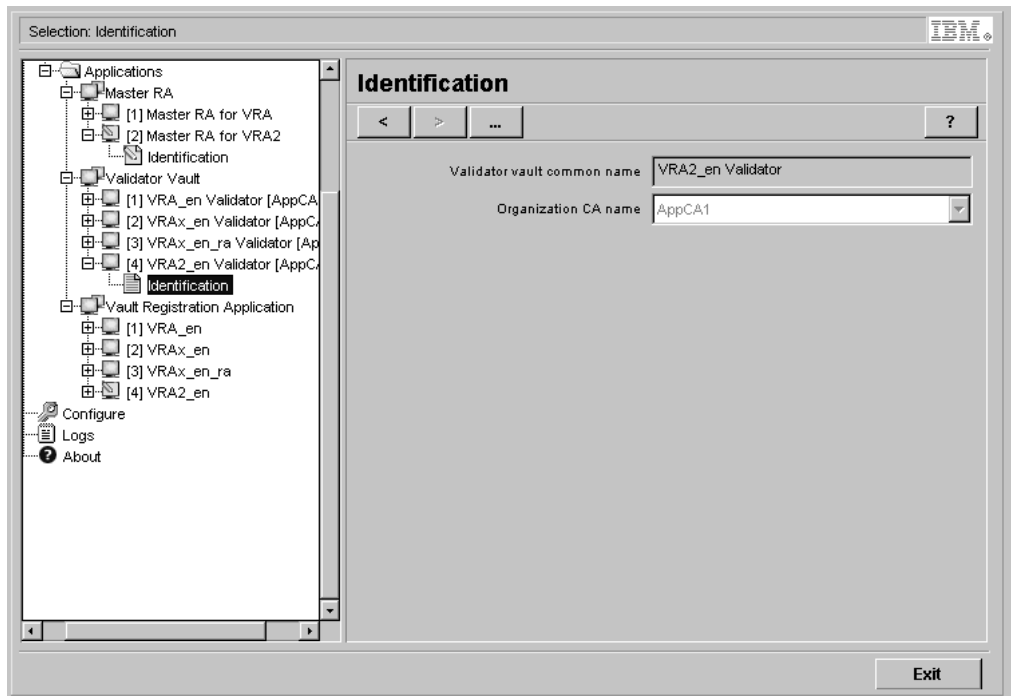 Selection: Identification
IBM
Applications
Master RA
[1] Master RA for VRA
[2] Master RA for VRA2
Identification
Validator Vault
[1] VRA_en Validator [AppCA
[2] VRAx_en Validator [AppCA
[3] VRAx_en_ra Validator [Ap
[4] VRA2_en Validator [AppCA
Identification
Vault Registration Application
[1] VRA_en
[2] VRAx_en
[3] VRAx_en_ra
[4] VRA2_en
Configure
Logs
About
Identification
< > ... ?
Validator vault common name VRA2_en Validator
Organization CA name AppCA1
Exit